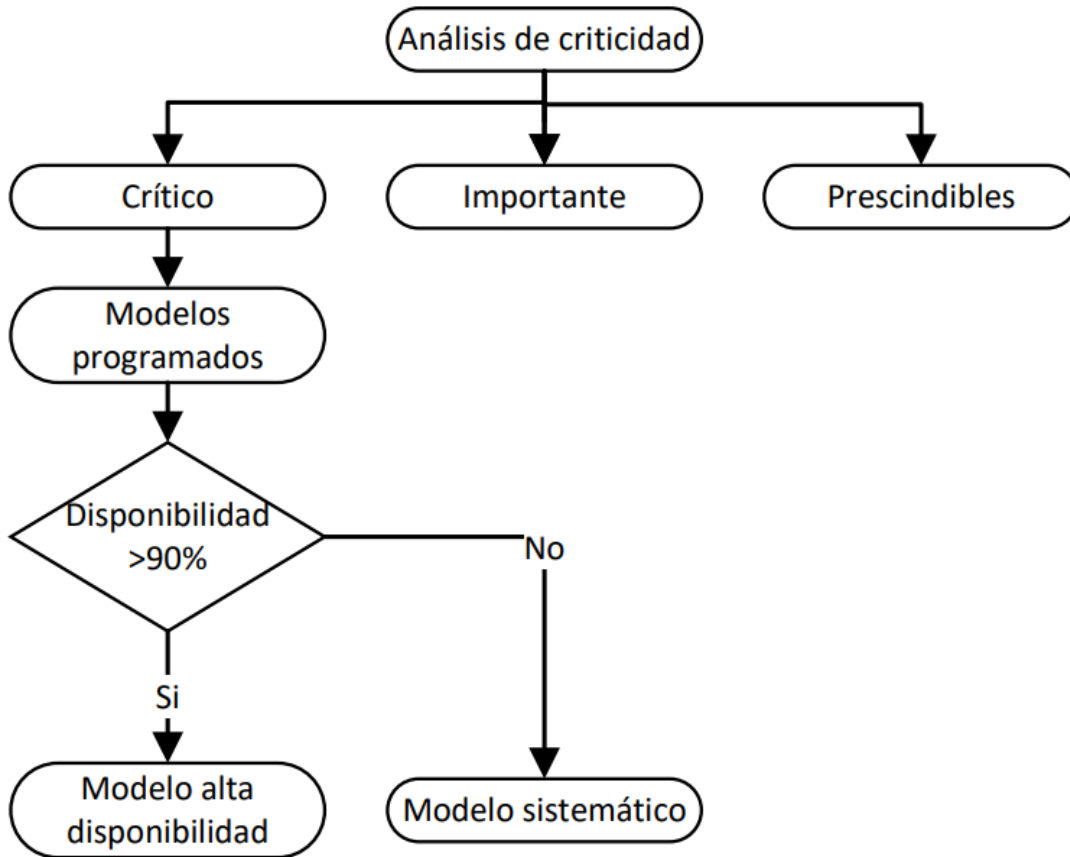 Análisis de criticidad
Crítico
Importante
Prescindibles
Modelos
programados
Disponibilidad
>90%
No
Si
Modelo alta
disponibilidad
Modelo sistemático